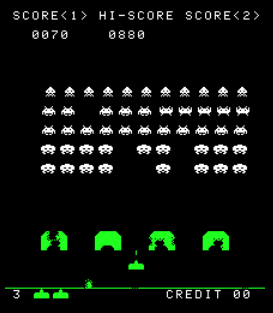 SCORE<1> HI-SCORE SCORE<2>
0070 0880
3 CREDIT 00